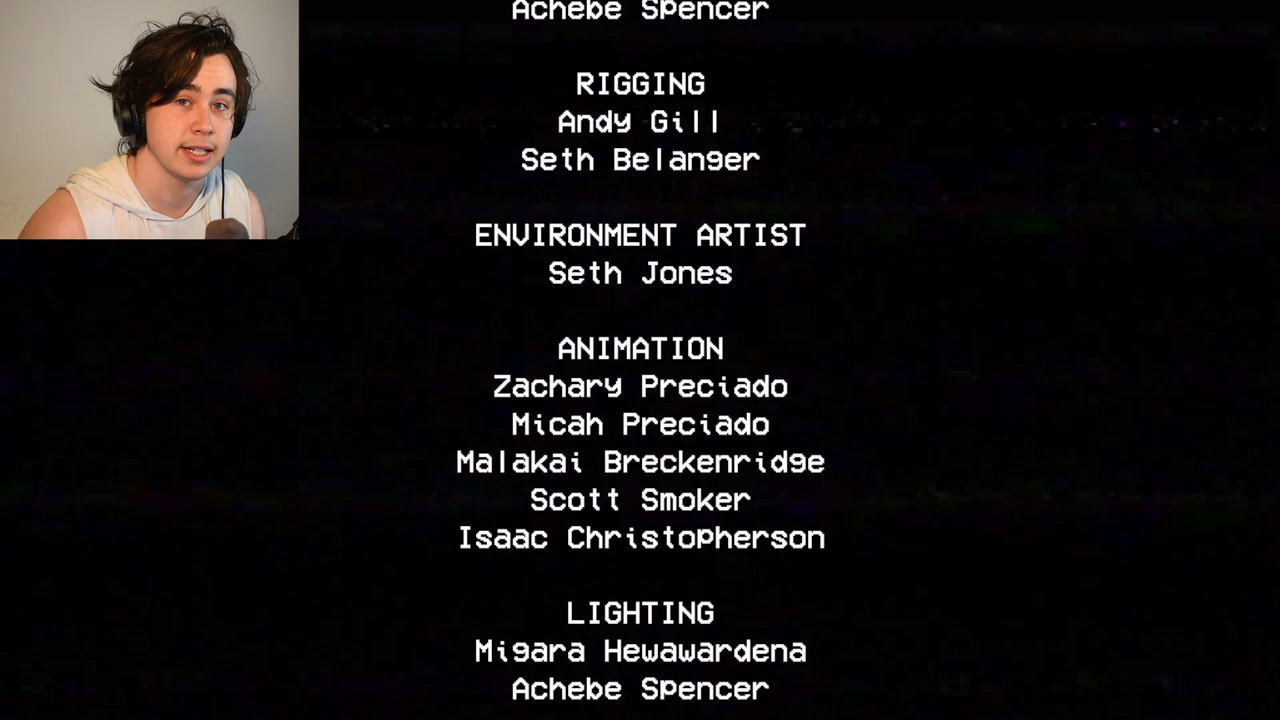 Achebe Spencer
RIGGING
Andy Gill
Seth Belanger
ENVIRONMENT ARTIST
Seth Jones
ANIMATION
Zachary Preciado
Micah Preciado
Malakai Breckenridge
Scott Smoker
Isaac Christopherson
LIGHTING
Migara Hewawardena
Achebe Spencer